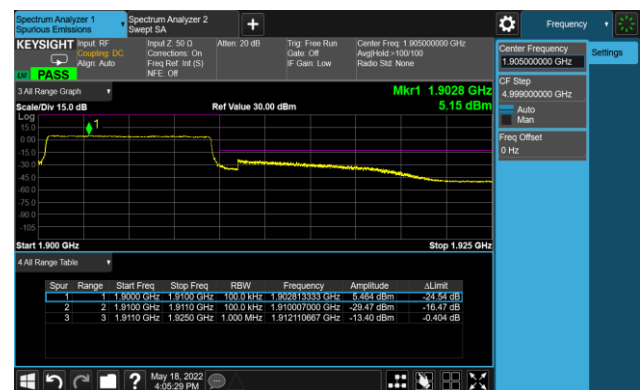 Spectrum Analyzer 1
Spurious Emissions
Spectrum Analyzer 2
Swept SA
+
Frequency
KEYSIGHT
Input: RF
Coupling: DC
Align: Auto
Input Z: 50 Ω
Corrections: On
Freq Ref: Int (S)
NFE: Off
Atten: 20 dB
Trig: Free Run
Gate: Off
IF Gain: Low
Center Freq: 1.905000000 GHz
Avg|Hold:>100/100
Radio Std: None
PASS
Center Frequency
1.905000000 GHz
Settings
CF Step
4.999000000 GHz
Auto
Man
Freq Offset
0 Hz
3 All Range Graph
Mkr1 1.9028 GHz
Scale/Div 15.0 dB
Ref Value 30.00 dBm
5.15 dBm
Log
15.0
0.00
-15.0
-30.0
-45.0
-60.0
-75.0
-90.0
-105
1
Start 1.900 GHz
Stop 1.925 GHz
4 All Range Table
Spur Range Start Freq Stop Freq RBW Frequency Amplitude ΔLimit
1 1 1.9000 GHz 1.9100 GHz 100.0 kHz 1.902813333 GHz 5.464 dBm -24.54 dB
2 2 1.9100 GHz 1.9110 GHz 100.0 kHz 1.910007000 GHz -29.47 dBm -16.47 dB
3 3 1.9110 GHz 1.9250 GHz 1.000 MHz 1.912110667 GHz -13.40 dBm -0.404 dB
?
May 18, 2022
4:05:29 PM